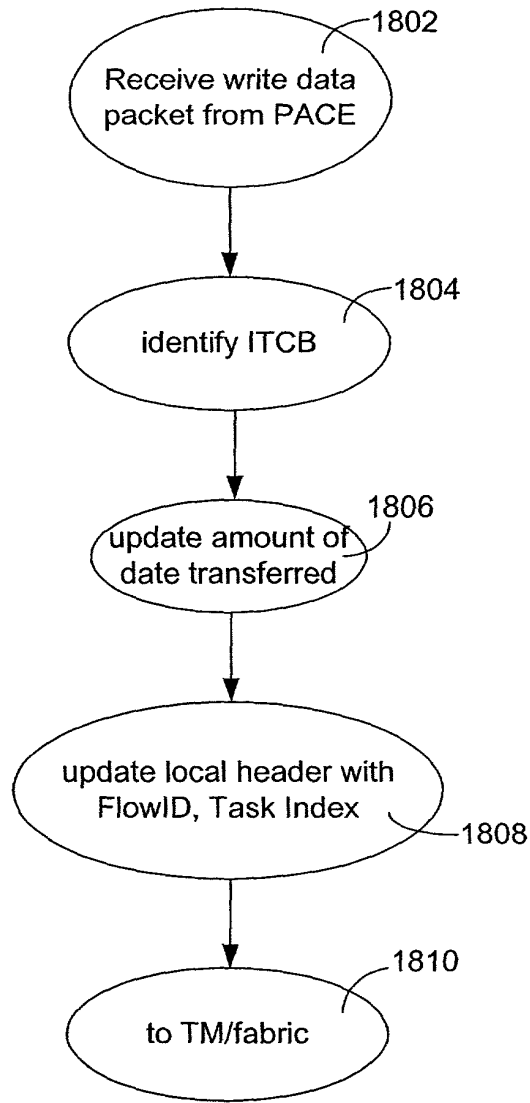 1802
Receive write data
packet from PACE
1804
identify ITCB
1806
update amount of
date transferred
update local header with
FlowID, Task Index
1808
1810
to TM/fabric